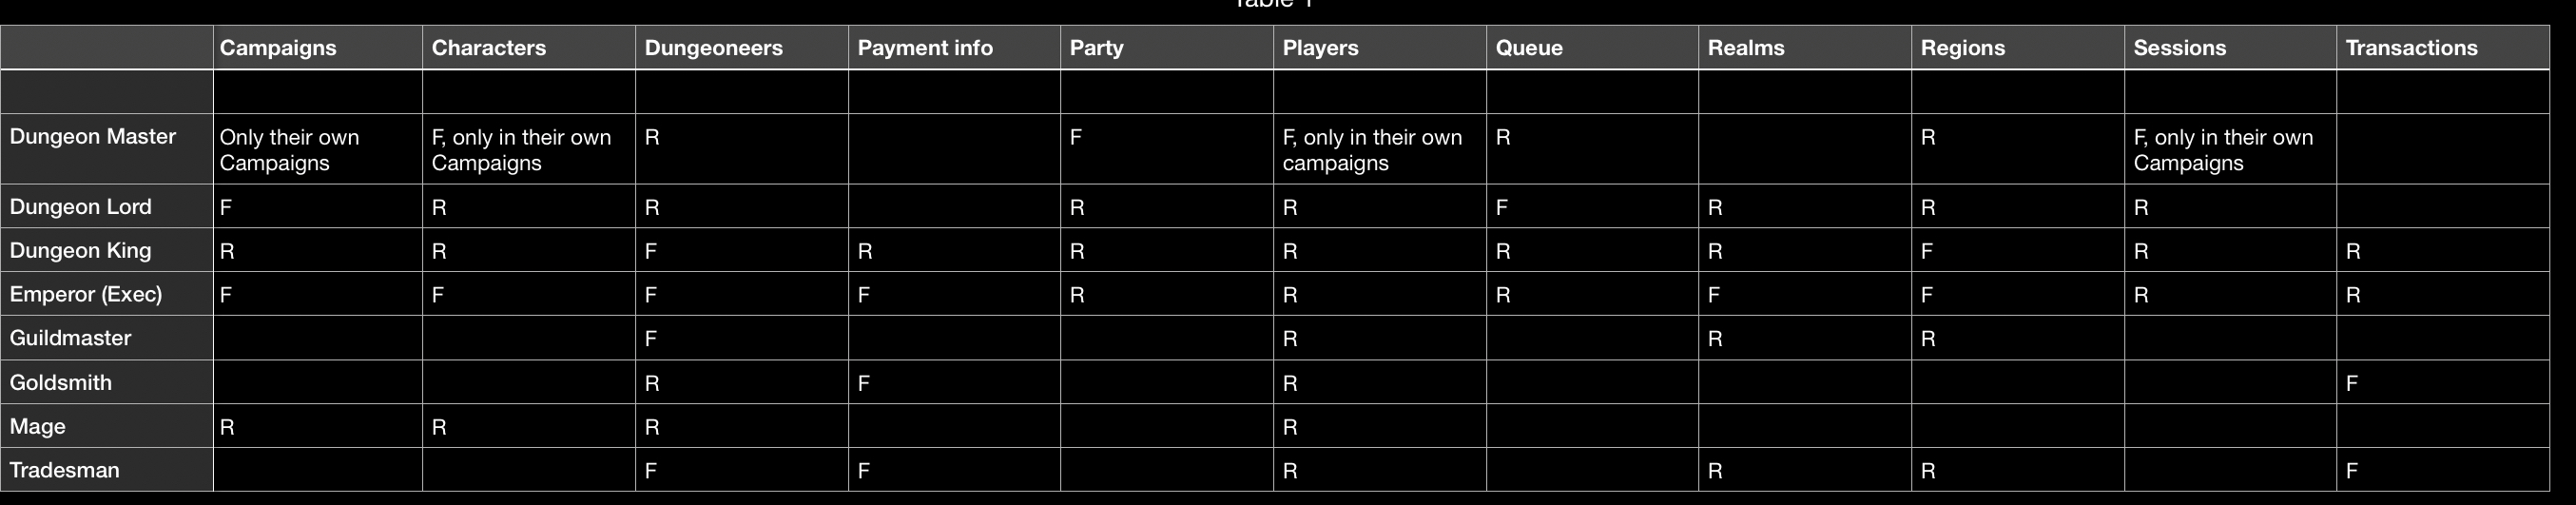 Table 1
Campaigns Characters Dungeoneers Payment info Party Players Queue Realms Regions Sessions Transactions
Dungeon Master Only their own F, only in their own R F F, only in their own R R F, only in their own
Campaigns Campaigns campaigns Campaigns
Dungeon Lord F R R R R F R R R
Dungeon King R R F R R R R R F R R
Emperor (Exec) F F F F R R R F F R R
Guildmaster F R R R
Goldsmith R F R F
Mage R R R R
Tradesman F F R R R F